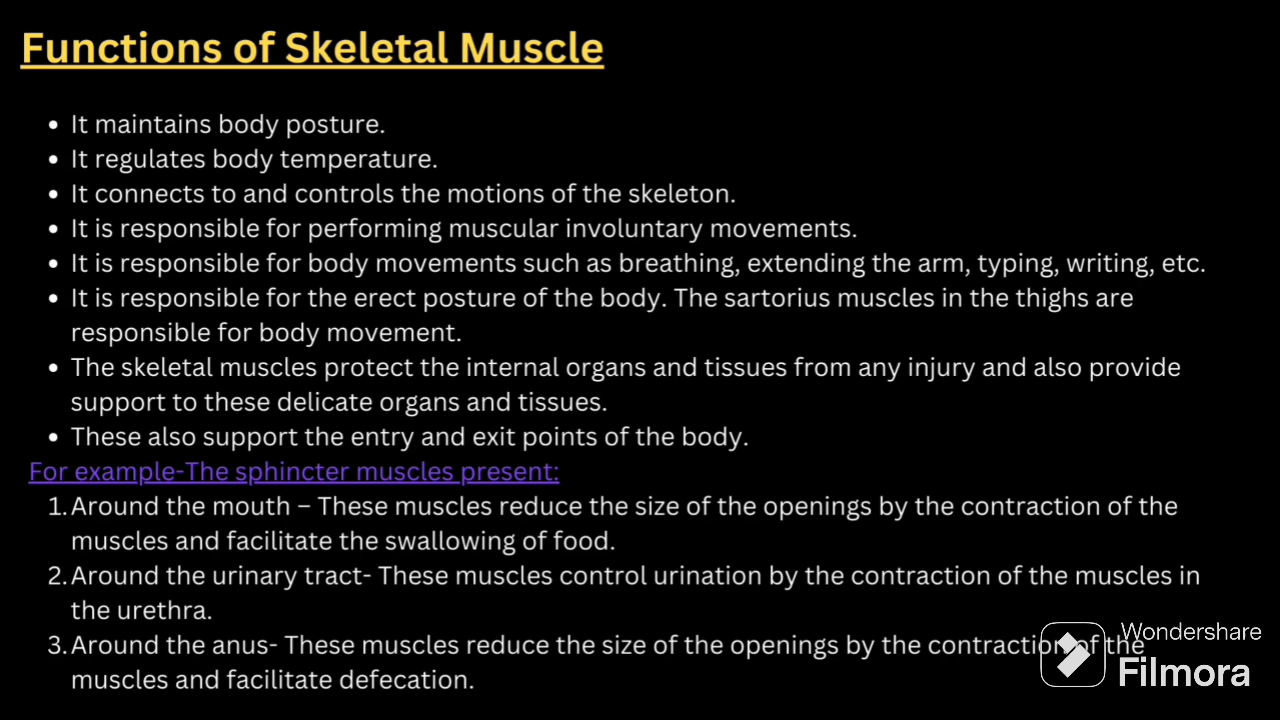 Functions of Skeletal Muscle
• It maintains body posture.
• It regulates body temperature.
• It connects to and controls the motions of the skeleton.
• It is responsible for performing muscular involuntary movements.
• It is responsible for body movements such as breathing, extending the arm, typing, writing, etc.
• It is responsible for the erect posture of the body. The sartorius muscles in the thighs are
responsible for body movement.
• The skeletal muscles protect the internal organs and tissues from any injury and also provide
support to these delicate organs and tissues.
• These also support the entry and exit points of the body.
For example-The sphincter muscles present:
1. Around the mouth – These muscles reduce the size of the openings by the contraction of the
muscles and facilitate the swallowing of food.
2. Around the urinary tract- These muscles control urination by the contraction of the muscles in
the urethra.
3. Around the anus- These muscles reduce the size of the openings by the contraction of the
muscles and facilitate defecation.
Wondershare
Filmora